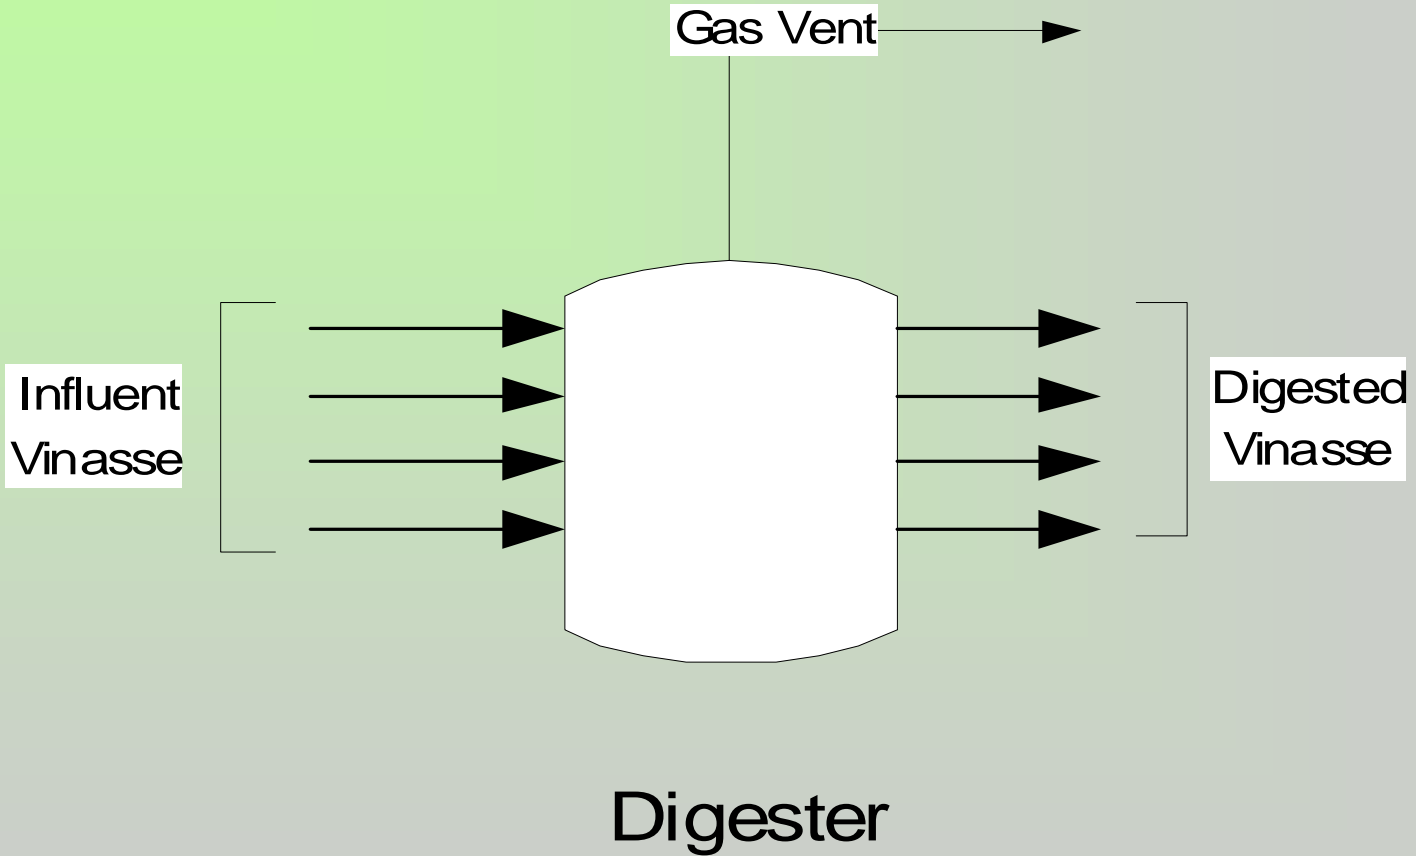 Gas Vent
Influent
Vinasse
Digested
Vinasse
Digester